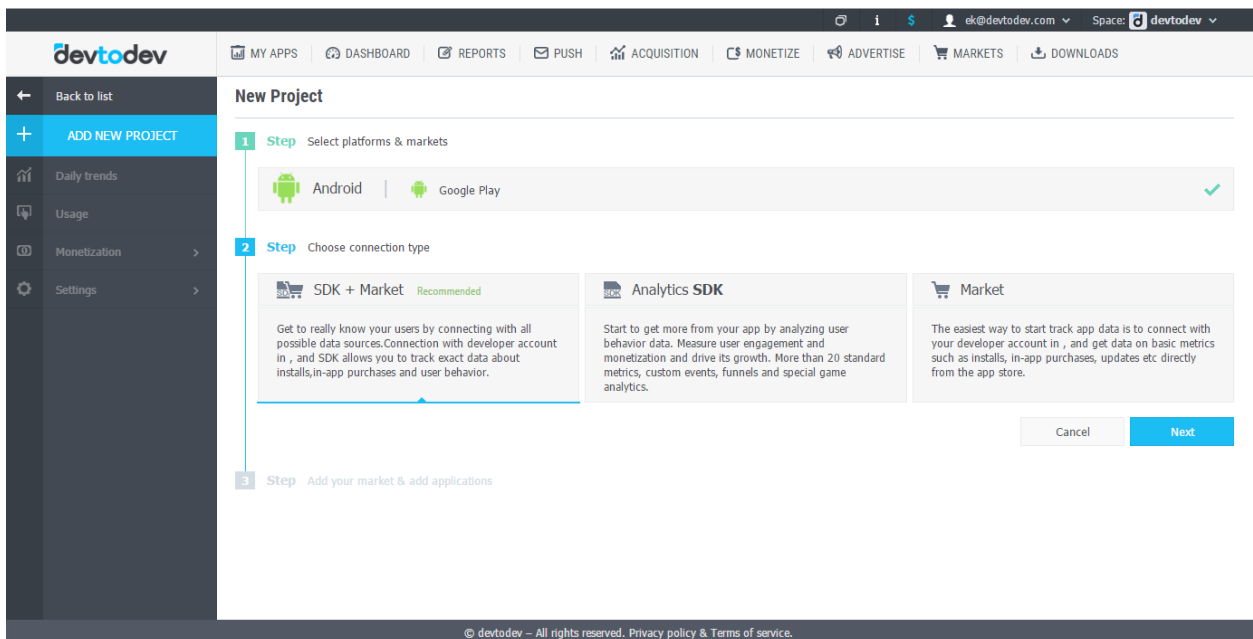 i $ ek@devtodev.com Space: devtodev
devtodev
MY APPS DASHBOARD REPORTS PUSH ACQUISITION MONETIZE ADVERTISE MARKETS DOWNLOADS
Back to list
ADD NEW PROJECT
Daily trends
Usage
Monetization
Settings
New Project
1 Step Select platforms & markets
Android Google Play
2 Step Choose connection type
SDK SDK + Market Recommended
Get to really know your users by connecting with all
possible data sources.Connection with developer account
in , and SDK allows you to track exact data about
installs,in-app purchases and user behavior.
SDK Analytics SDK
Start to get more from your app by analyzing user
behavior data. Measure user engagement and
monetization and drive its growth. More than 20 standard
metrics, custom events, funnels and special game
analytics.
Market
The easiest way to start track app data is to connect with
your developer account in , and get data on basic metrics
such as installs, in-app purchases, updates etc directly
from the app store.
Cancel Next
3 Step Add your market & add applications
© devtodev – All rights reserved. Privacy policy & Terms of service.